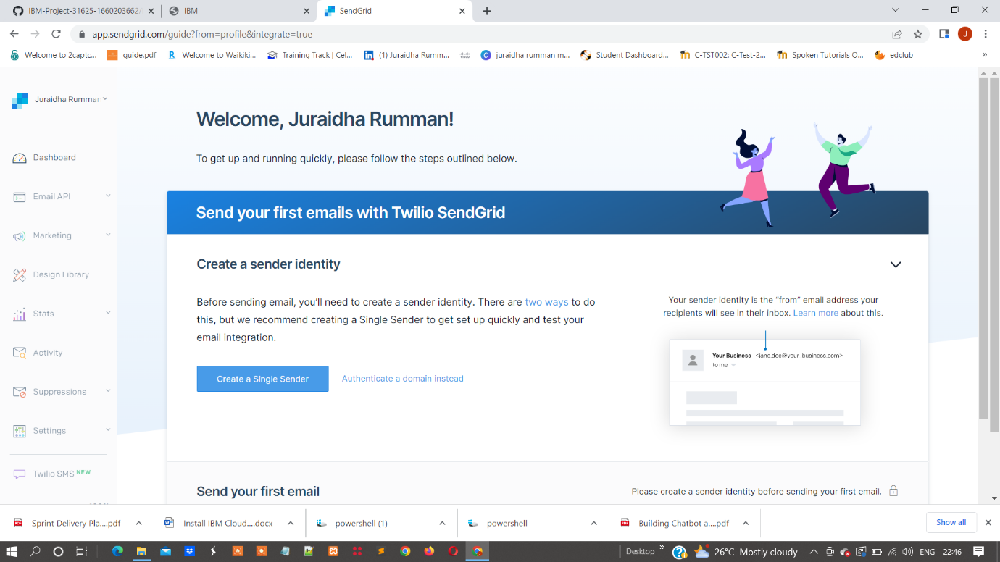 IBM-Project-31625-1660203662/
IBM
SendGrid
app.sendgrid.com/guide?from=profile&integrate=true
J
Welcome to 2captc...
guide.pdf
R Welcome to Waikiki...
Training Track | Cel...
(1) Juraidha Rumm...
juraidha rumman m...
Student Dashboard...
C-TST002: C-Test-2...
Spoken Tutorials O...
edclub
»
Juraidha Rumman
Dashboard
Email API
Marketing
Design Library
Stats
Activity
Suppressions
Settings
Twilio SMS NEW
Welcome, Juraidha Rumman!
To get up and running quickly, please follow the steps outlined below.
Send your first emails with Twilio SendGrid
Create a sender identity
Before sending email, you’ll need to create a sender identity. There are two ways to do
this, but we recommend creating a Single Sender to get set up quickly and test your
email integration.
Create a Single Sender
Authenticate a domain instead
Your sender identity is the “from” email address your
recipients will see in their inbox. Learn more about this.
Your Business <jane.doe@your_business.com>
to me
Send your first email
Please create a sender identity before sending your first email.
Sprint Delivery Pla....pdf
Install IBM Cloud....docx
powershell (1)
powershell
Building Chatbot a....pdf
Show all
Desktop
»
26°C Mostly cloudy
ENG
22:46